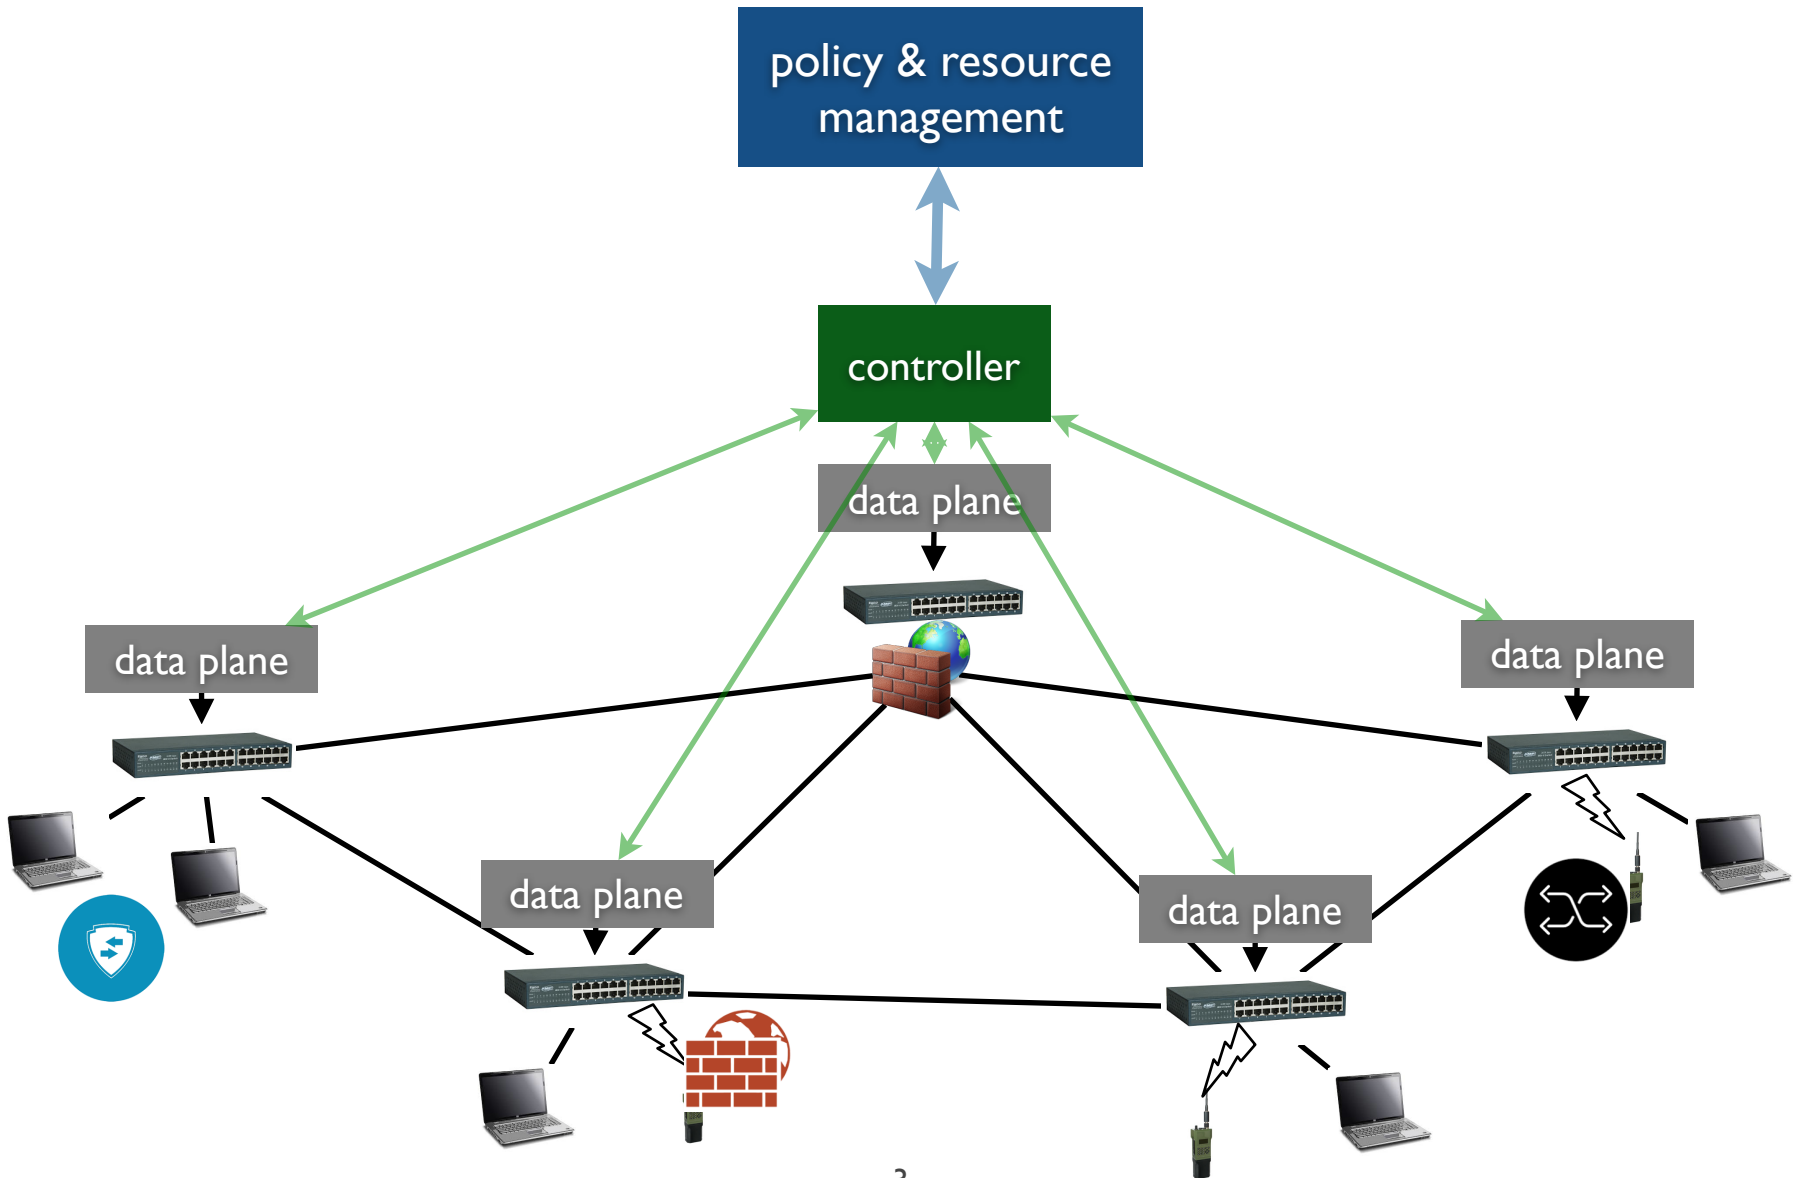 policy & resource
management
controller
data plane
data plane
data plane
data plane
data plane